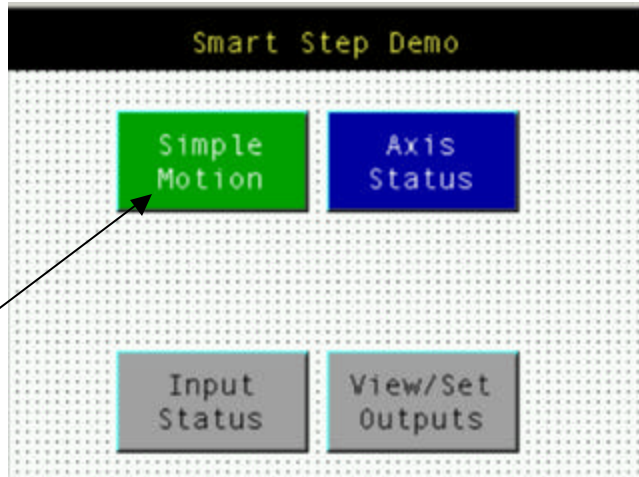 Smart Step Demo
Simple
Motion
Axis
Status
Input
Status
View/Set
Outputs